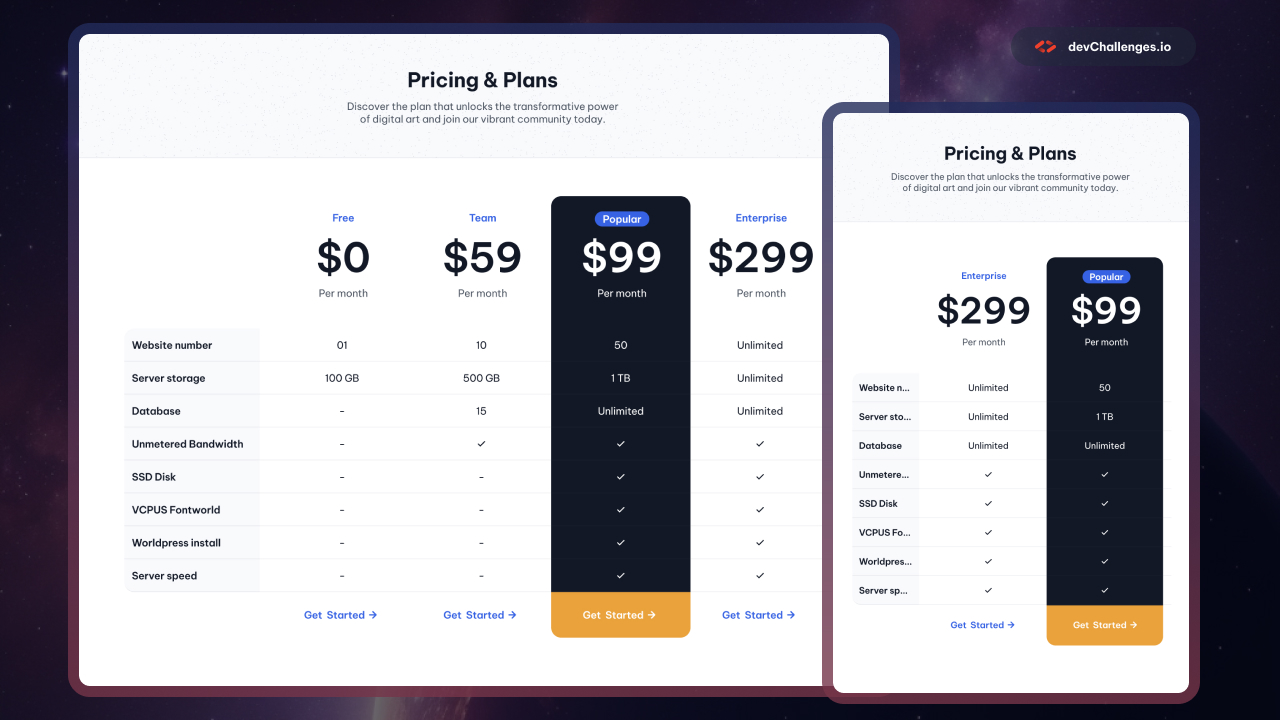 devChallenges.io
Pricing & Plans
Discover the plan that unlocks the transformative power
of digital art and join our vibrant community today.
Free Team Popular Enterprise
$0 $59 $99 $299
Per month Per month Per month Per month
Website number 01 10 50 Unlimited
Server storage 100 GB 500 GB 1 TB Unlimited
Database - 15 Unlimited Unlimited
Unmetered Bandwidth - ✓ ✓ ✓
SSD Disk - - ✓ ✓
VCPUS Fontworld - - ✓ ✓
Worldpress install - - ✓ ✓
Server speed - - ✓ ✓
Get Started → Get Started → Get Started → Get Started →
Pricing & Plans
Discover the plan that unlocks the transformative power
of digital art and join our vibrant community today.
Enterprise Popular
$299 $99
Per month Per month
Website n... Unlimited 50
Server sto... Unlimited 1 TB
Database Unlimited Unlimited
Unmetere... ✓ ✓
SSD Disk ✓ ✓
VCPUS Fo... ✓ ✓
Worldpres... ✓ ✓
Server sp... ✓ ✓
Get Started → Get Started →